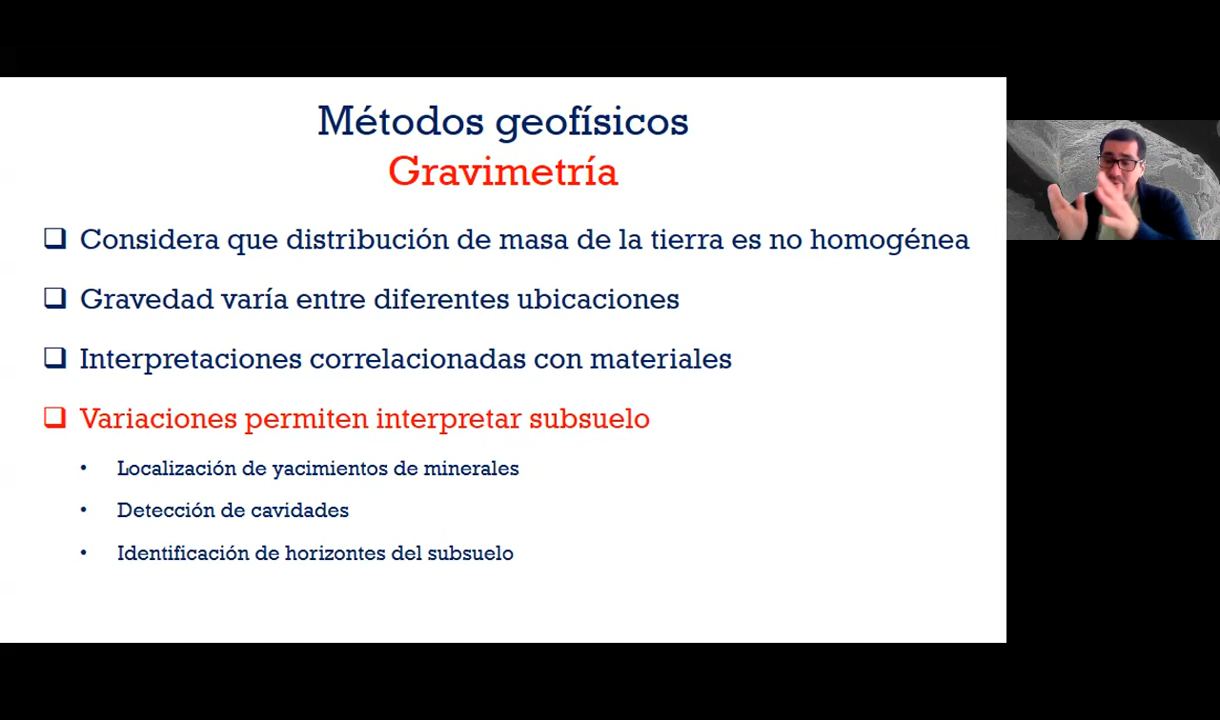 Métodos geofísicos
Gravimetría
❑ Considera que distribución de masa de la tierra es no homogénea
❑ Gravedad varía entre diferentes ubicaciones
❑ Interpretaciones correlacionadas con materiales
❑ Variaciones permiten interpretar subsuelo
• Localización de yacimientos de minerales
• Detección de cavidades
• Identificación de horizontes del subsuelo